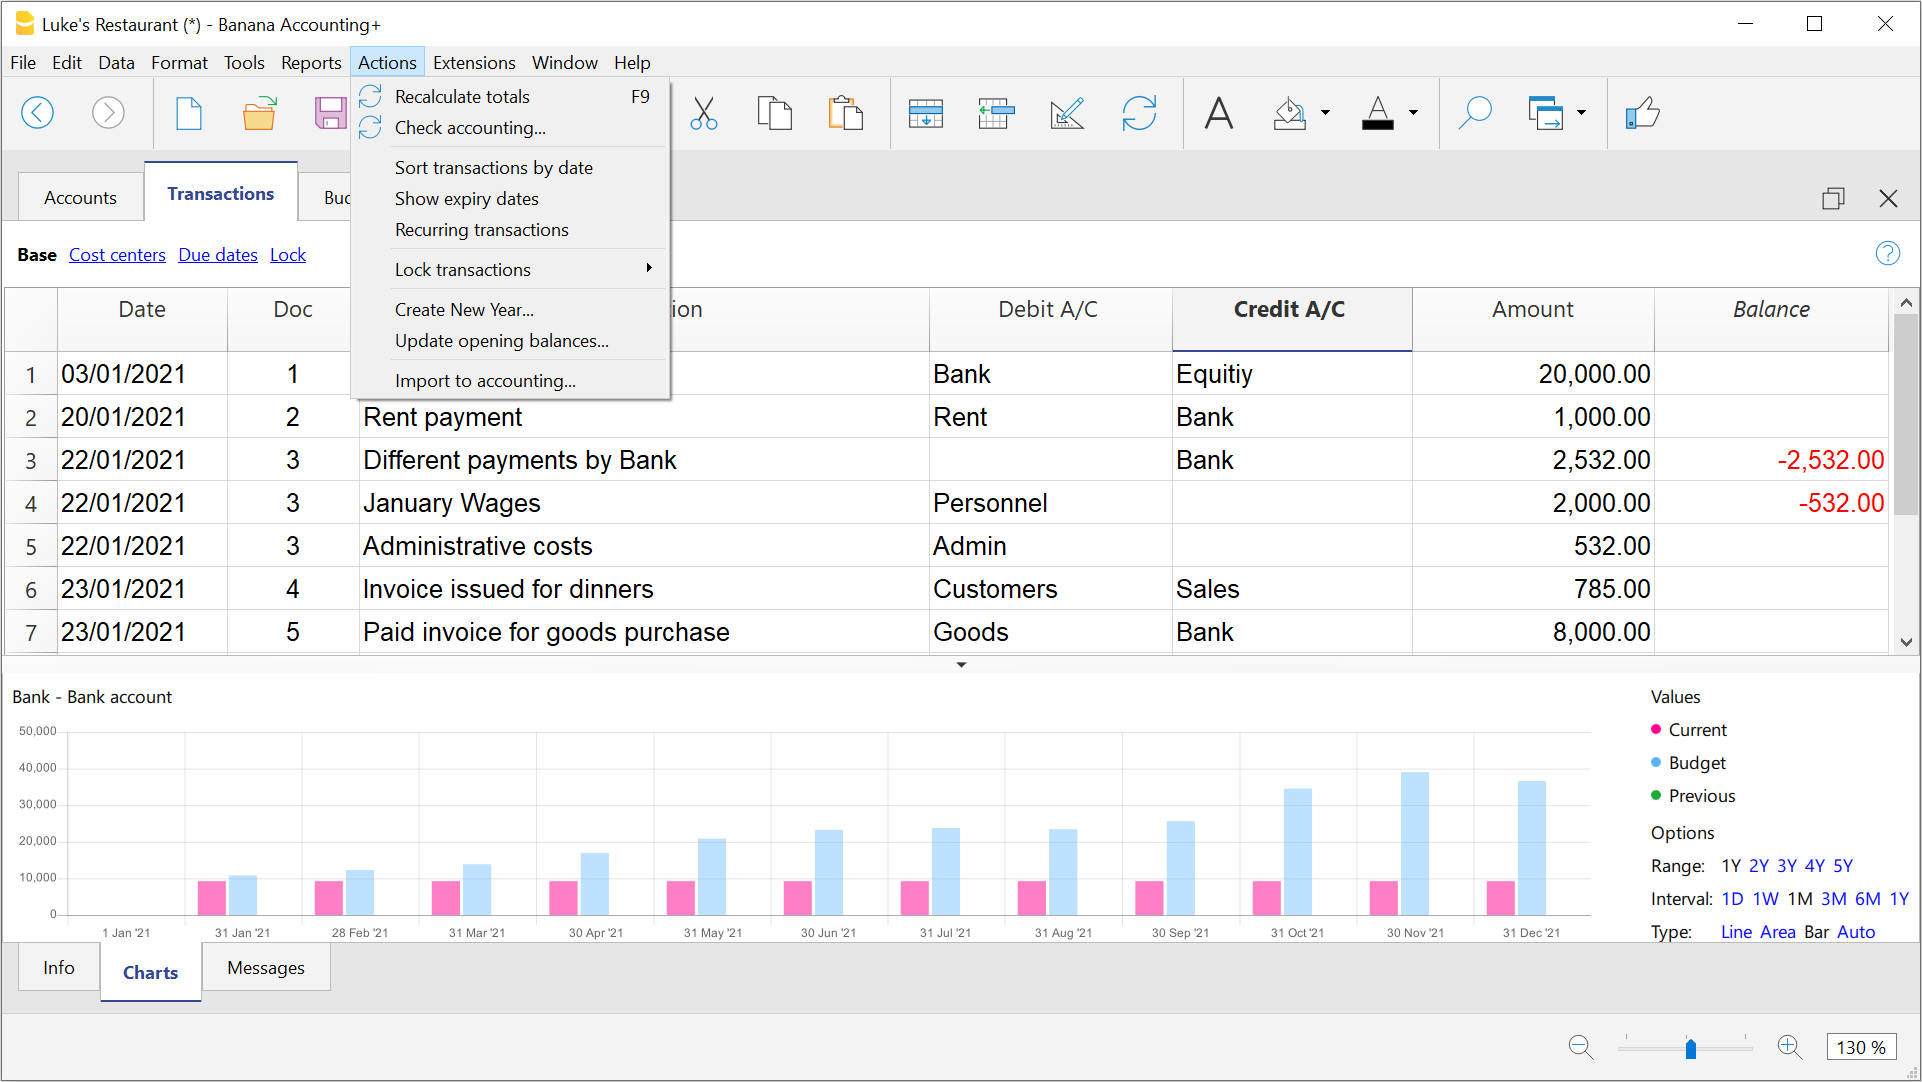 Luke's Restaurant (*) - Banana Accounting+
File Edit Data Format Tools Reports Actions Extensions Window Help
Recalculate totals F9
Check accounting...
Sort transactions by date
Show expiry dates
Recurring transactions
Lock transactions
Create New Year...
Update opening balances...
Import to accounting...
Accounts Transactions
Base Cost centers Due dates Lock
Date Doc Debit A/C Credit A/C Amount Balance
1 03/01/2021 1 Bank Equitiy 20,000.00
2 20/01/2021 2 Rent payment Rent Bank 1,000.00
3 22/01/2021 3 Different payments by Bank Bank 2,532.00 -2,532.00
4 22/01/2021 3 January Wages Personnel 2,000.00 -532.00
5 22/01/2021 3 Administrative costs Admin 532.00
6 23/01/2021 4 Invoice issued for dinners Customers Sales 785.00
7 23/01/2021 5 Paid invoice for goods purchase Goods Bank 8,000.00
Bank - Bank account
50,000
40,000
30,000
20,000
10,000
0
1 Jan '21 31 Jan '21 28 Feb '21 31 Mar '21 30 Apr '21 31 May '21 30 Jun '21 31 Jul '21 31 Aug '21 30 Sep '21 31 Oct '21 30 Nov '21 31 Dec '21
Values
Current
Budget
Previous
Options
Range: 1Y 2Y 3Y 4Y 5Y
Interval: 1D 1W 1M 3M 6M 1Y
Type: Line Area Bar Auto
Info Charts Messages
130 %